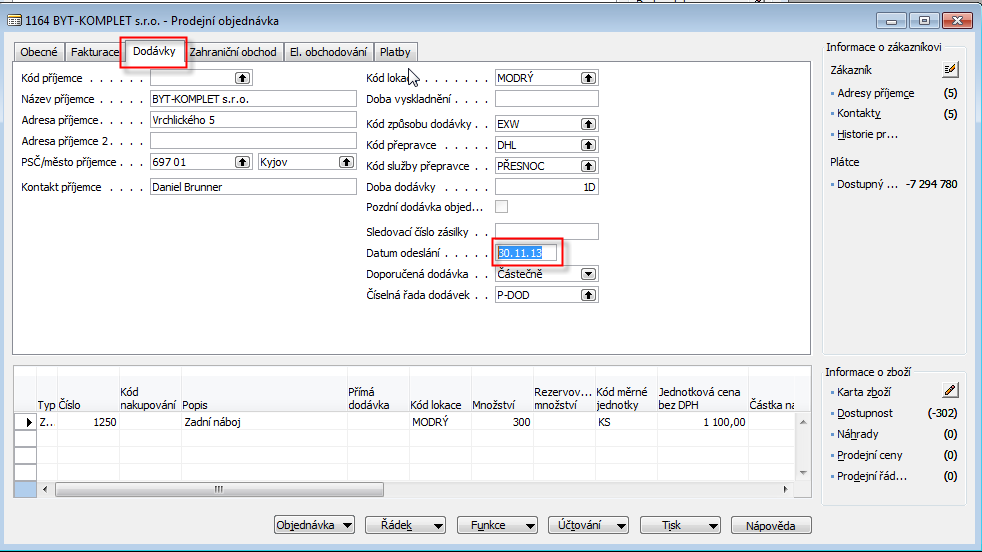 1164 BYT-KOMPLET s.r.o. - Prodejní objednávka
Obecné Fakturace Dodávky Zahraniční obchod El. obchodování Platby
Kód příjemce . . . . . .
Název příjemce . . . . . BYT-KOMPLET s.r.o.
Adresa příjemce. . . . . Vrchlického 5
Adresa příjemce 2. . . .
PSČ/město příjemce . . . 697 01 Kyjov
Kontakt příjemce . . . . Daniel Brunner
Kód lokace . . . . . . . MODRÝ
Doba vyskladnění . . . .
Kód způsobu dodávky . . EXW
Kód přepravce . . . . . DHL
Kód služby přepravce . . PŘESNOC
Doba dodávky . . . . . 1D
Pozdní dodávka objed...
Sledovací číslo zásilky . .
Datum odeslání . . . . . 30.11.13
Doporučená dodávka . . Částečně
Číselná řada dodávek . . P-DOD
Informace o zákazníkovi
Zákazník
Adresy příjemce (5)
Kontakty (5)
Historie pr...
Plátce
Dostupný ... -7 294 780
Typ Číslo Kód nakupování Popis Přímá dodávka Kód lokace Množství Rezervov... množství Kód měrné jednotky Jednotková cena bez DPH Částka na
Z.. 1250 Zadní náboj MODRÝ 300 KS 1 100,00
Informace o zboží
Karta zboží
Dostupnost (-302)
Náhrady (0)
Prodejní ceny (0)
Prodejní řád... (0)
Objednávka Řádek Funkce Účtování Tisk Nápověda